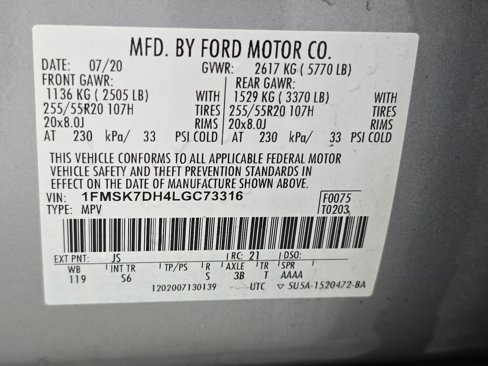 MFD. BY FORD MOTOR CO.
DATE: 07/20 GVWR: 2617 KG ( 5770 LB)
FRONT GAWR: REAR GAWR:
1136 KG ( 2505 LB) WITH 1529 KG ( 3370 LB) WITH
255/55R20 107H TIRES 255/55R20 107H TIRES
20x8.0J RIMS 20x8.0J RIMS
AT 230 kPa/ 33 PSI COLD AT 230 kPa/ 33 PSI COLD
THIS VEHICLE CONFORMS TO ALL APPLICABLE FEDERAL MOTOR
VEHICLE SAFETY AND THEFT PREVENTION STANDARDS IN
EFFECT ON THE DATE OF MANUFACTURE SHOWN ABOVE.
VIN: 1FMSK7DH4LGC73316 F0075
TYPE: MPV T0203
EXT PNT: JS RC: 21 DSO:
WB INT TR TP/PS R AXLE TR SPR
119 S6 S 3B T AAAA
1202007130139 UTC 5U5A-1520472-BA